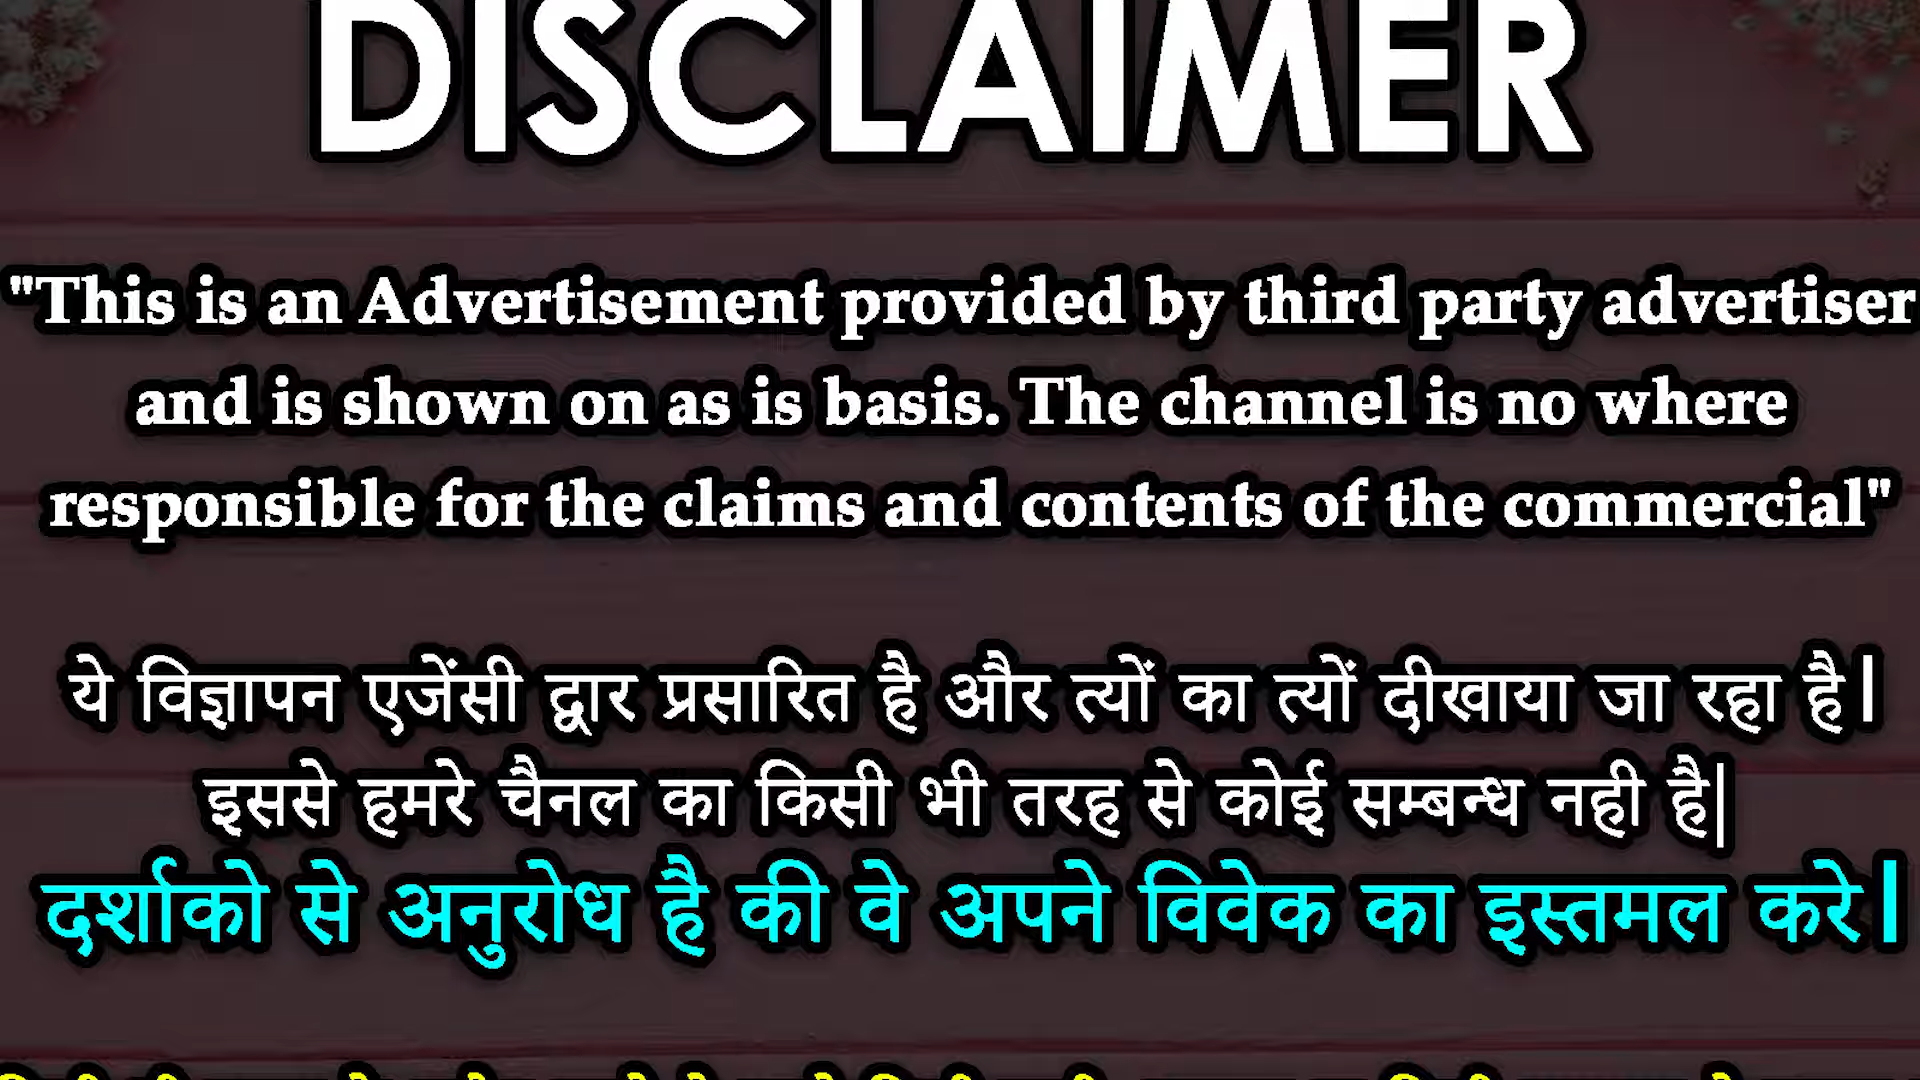 DISCLAIMER
"This is an Advertisement provided by third party advertiser
and is shown on as is basis. The channel is no where
responsible for the claims and contents of the commercial"
ये विज्ञापन एजेंसी द्वार प्रसारित है और त्यों का त्यों दीखाया जा रहा है।
इससे हमरे चैनल का किसी भी तरह से कोई सम्बन्ध नही है|
दर्शाको से अनुरोध है की वे अपने विवेक का इस्तमल करे।